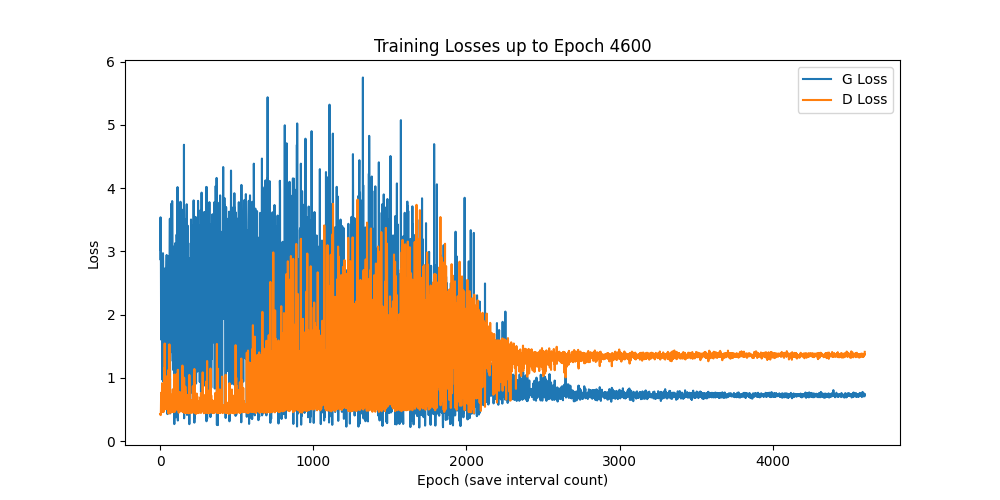 Training Losses up to Epoch 4600
G Loss
D Loss
6
5
4
3
2
1
0
Loss
0 1000 2000 3000 4000
Epoch (save interval count)